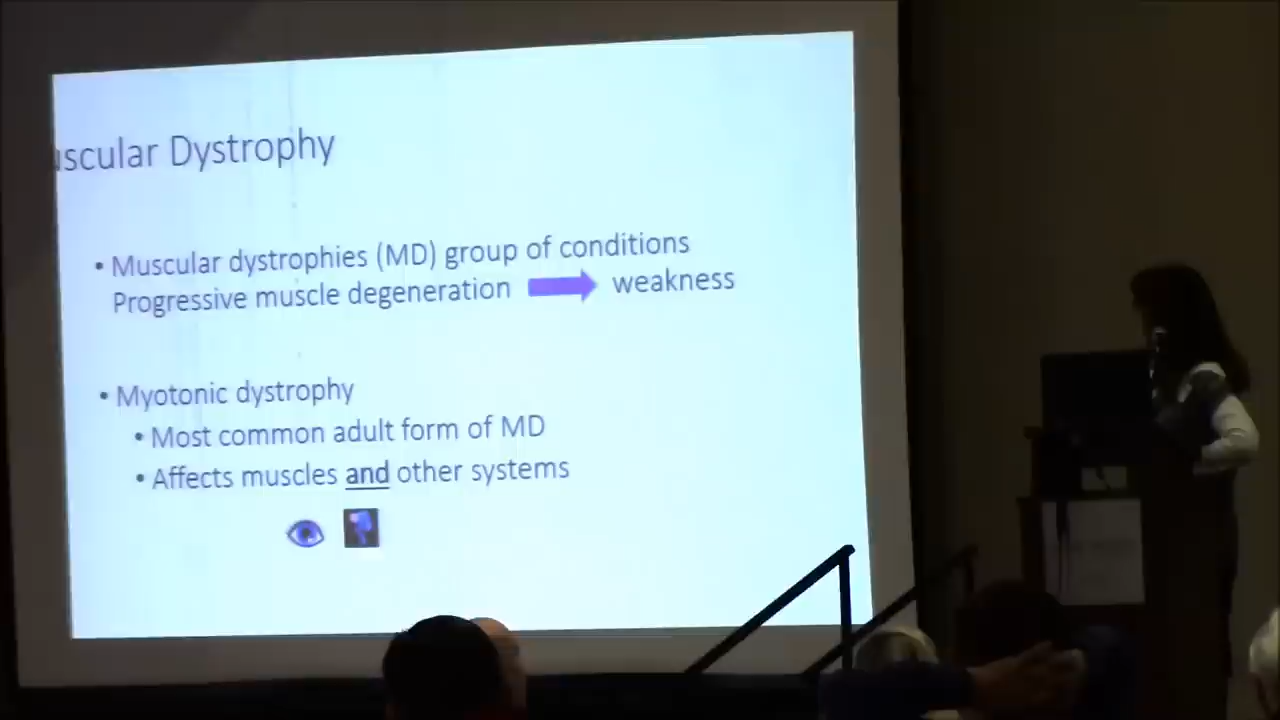 uscular Dystrophy
• Muscular dystrophies (MD) group of conditions
Progressive muscle degeneration weakness
• Myotonic dystrophy
• Most common adult form of MD
• Affects muscles and other systems